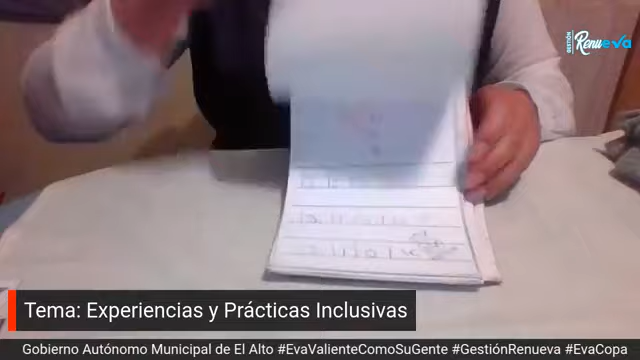 GESTIÓN
Renueva
Tema: Experiencias y Prácticas Inclusivas
Gobierno Autónomo Municipal de El Alto #EvaValienteComoSuGente #GestiónRenueva #EvaCopa